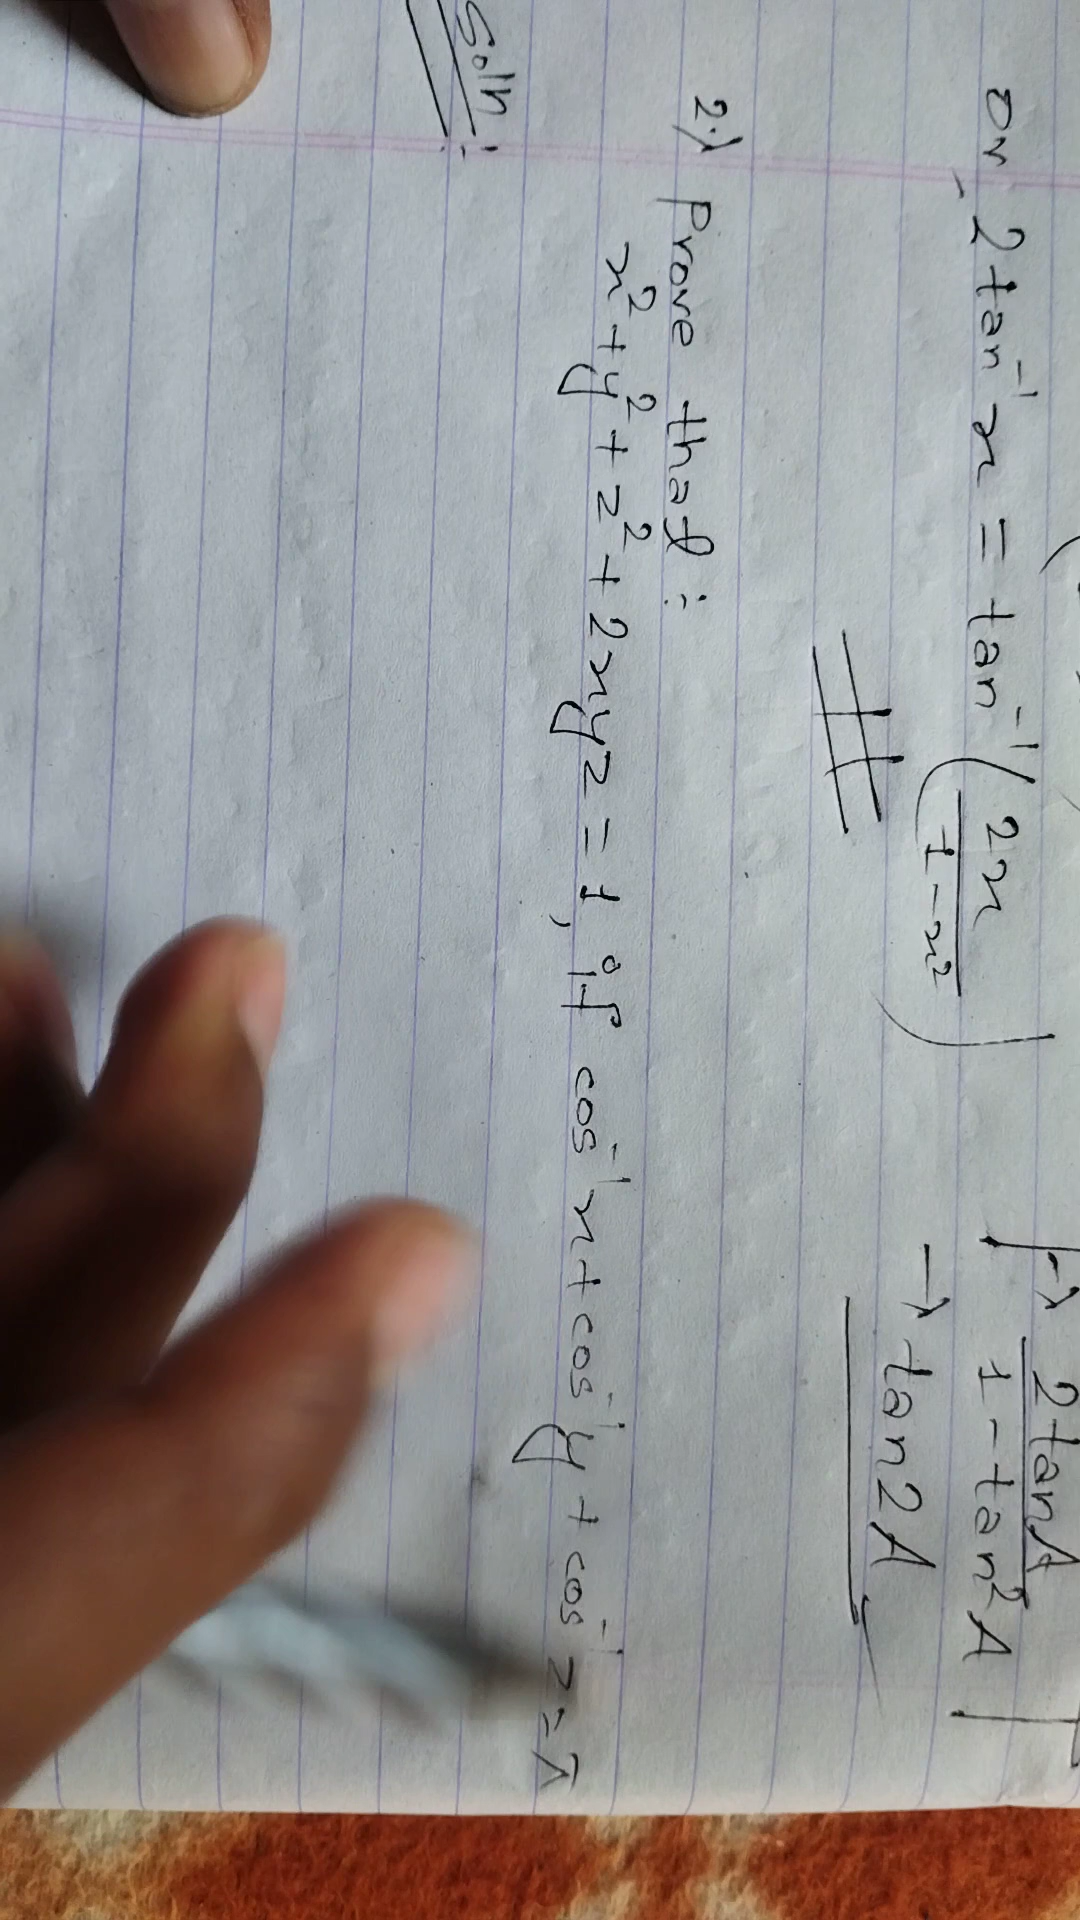 or, 2tan⁻¹x = tan⁻¹(2x/1-x²)
→ 2tanA/1-tan²A
→ tan2A
2.) Prove that:
x² + y² + z² + 2xyz = 1, if cos⁻¹x + cos⁻¹y + cos⁻¹z = π
Soln: